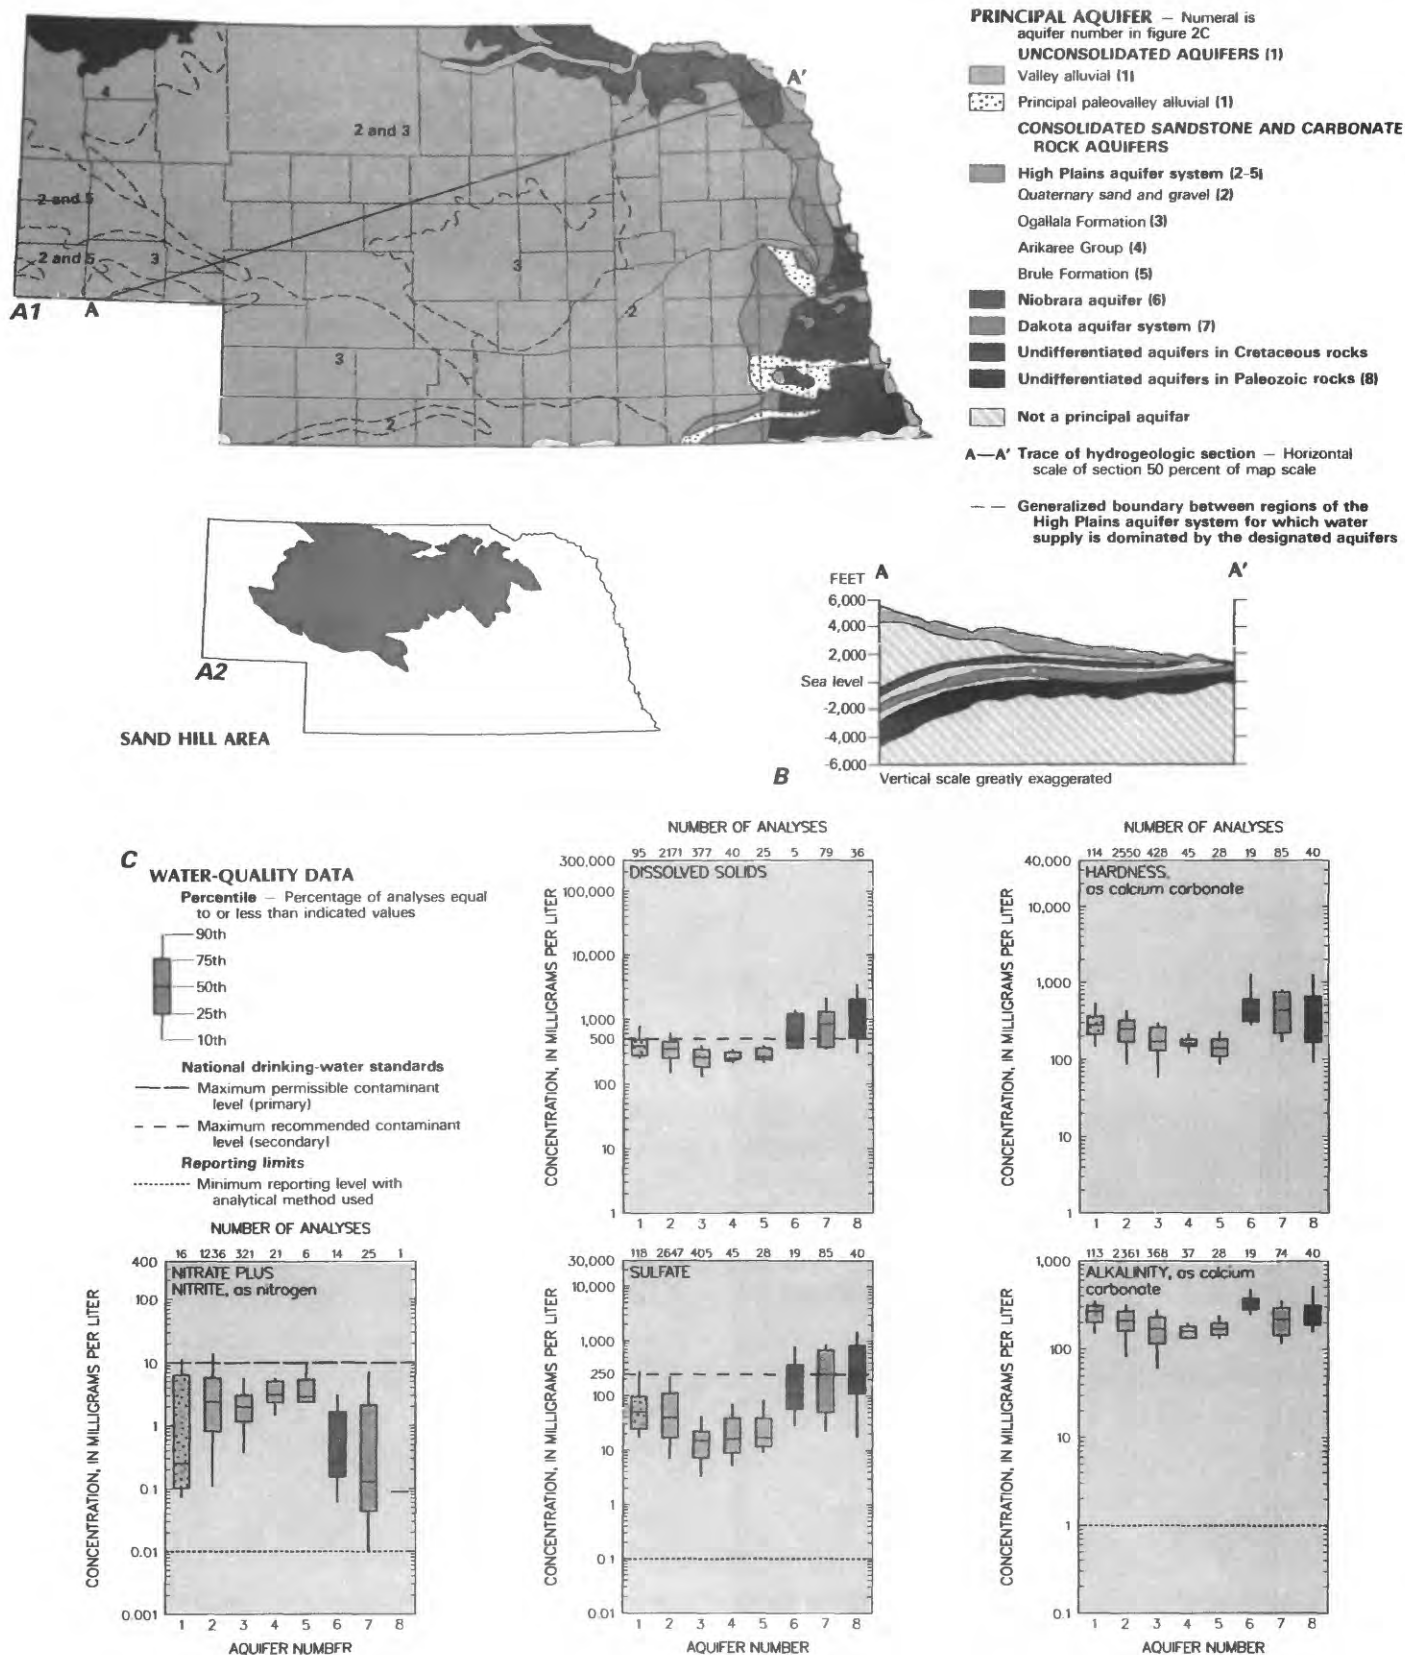 PRINCIPAL AQUIFER — Numeral is
aquifer number in figure 2C
UNCONSOLIDATED AQUIFERS (1)
Valley alluvial (1)
Principal paleovalley alluvial (1)
CONSOLIDATED SANDSTONE AND CARBONATE
ROCK AQUIFERS
High Plains aquifer system (2-5)
Quaternary sand and gravel (2)
Ogallala Formation (3)
Arikaree Group (4)
Brule Formation (5)
Niobrara aquifer (6)
Dakota aquifar system (7)
Undifferentiated aquifers in Cretaceous rocks
Undifferentiated aquifers in Paleozoic rocks (8)
Not a principal aquifar
A—A' Trace of hydrogeologic section — Horizontal
scale of section 50 percent of map scale
— — Generalized boundary between regions of the
High Plains aquifer system for which water
supply is dominated by the designated aquifers
4
2 and 3
A'
2 and 5
2 and 5
3
3
2
3
2
A1
A
A2
SAND HILL AREA
FEET A A'
6,000
4,000
2,000
Sea level
-2,000
-4,000
-6,000
B
Vertical scale greatly exaggerated
C
WATER-QUALITY DATA
Percentile — Percentage of analyses equal
to or less than indicated values
90th
75th
50th
25th
10th
National drinking-water standards
Maximum permissible contaminant
level (primary)
Maximum recommended contaminant
level (secondary)
Reporting limits
Minimum reporting level with
analytical method used
NUMBER OF ANALYSES
95 2171 377 40 25 5 79 36
DISSOLVED SOLIDS
CONCENTRATION, IN MILLIGRAMS PER LITER
300,000
100,000
10,000
1,000
500
100
10
1
1 2 3 4 5 6 7 8
NUMBER OF ANALYSES
114 2550 428 45 28 19 85 40
HARDNESS,
as calcium carbonate
CONCENTRATION, IN MILLIGRAMS PER LITER
40,000
10,000
1,000
100
10
1
1 2 3 4 5 6 7 8
NUMBER OF ANALYSES
16 1236 321 21 6 14 25 1
NITRATE PLUS
NITRITE, as nitrogen
CONCENTRATION, IN MILLIGRAMS PER LITER
400
100
10
1
0.1
0.01
0.001
1 2 3 4 5 6 7 8
AQUIFER NUMBFR
118 2647 405 45 28 19 85 40
SULFATE
CONCENTRATION, IN MILLIGRAMS PER LITER
30,000
10,000
1,000
250
100
10
1
0.1
0.01
1 2 3 4 5 6 7 8
AQUIFER NUMBER
113 2361 368 37 28 19 74 40
ALKALINITY, as calcium
carbonate
CONCENTRATION, IN MILLIGRAMS PER LITER
1,000
100
10
1
0.1
1 2 3 4 5 6 7 8
AQUIFER NUMBER